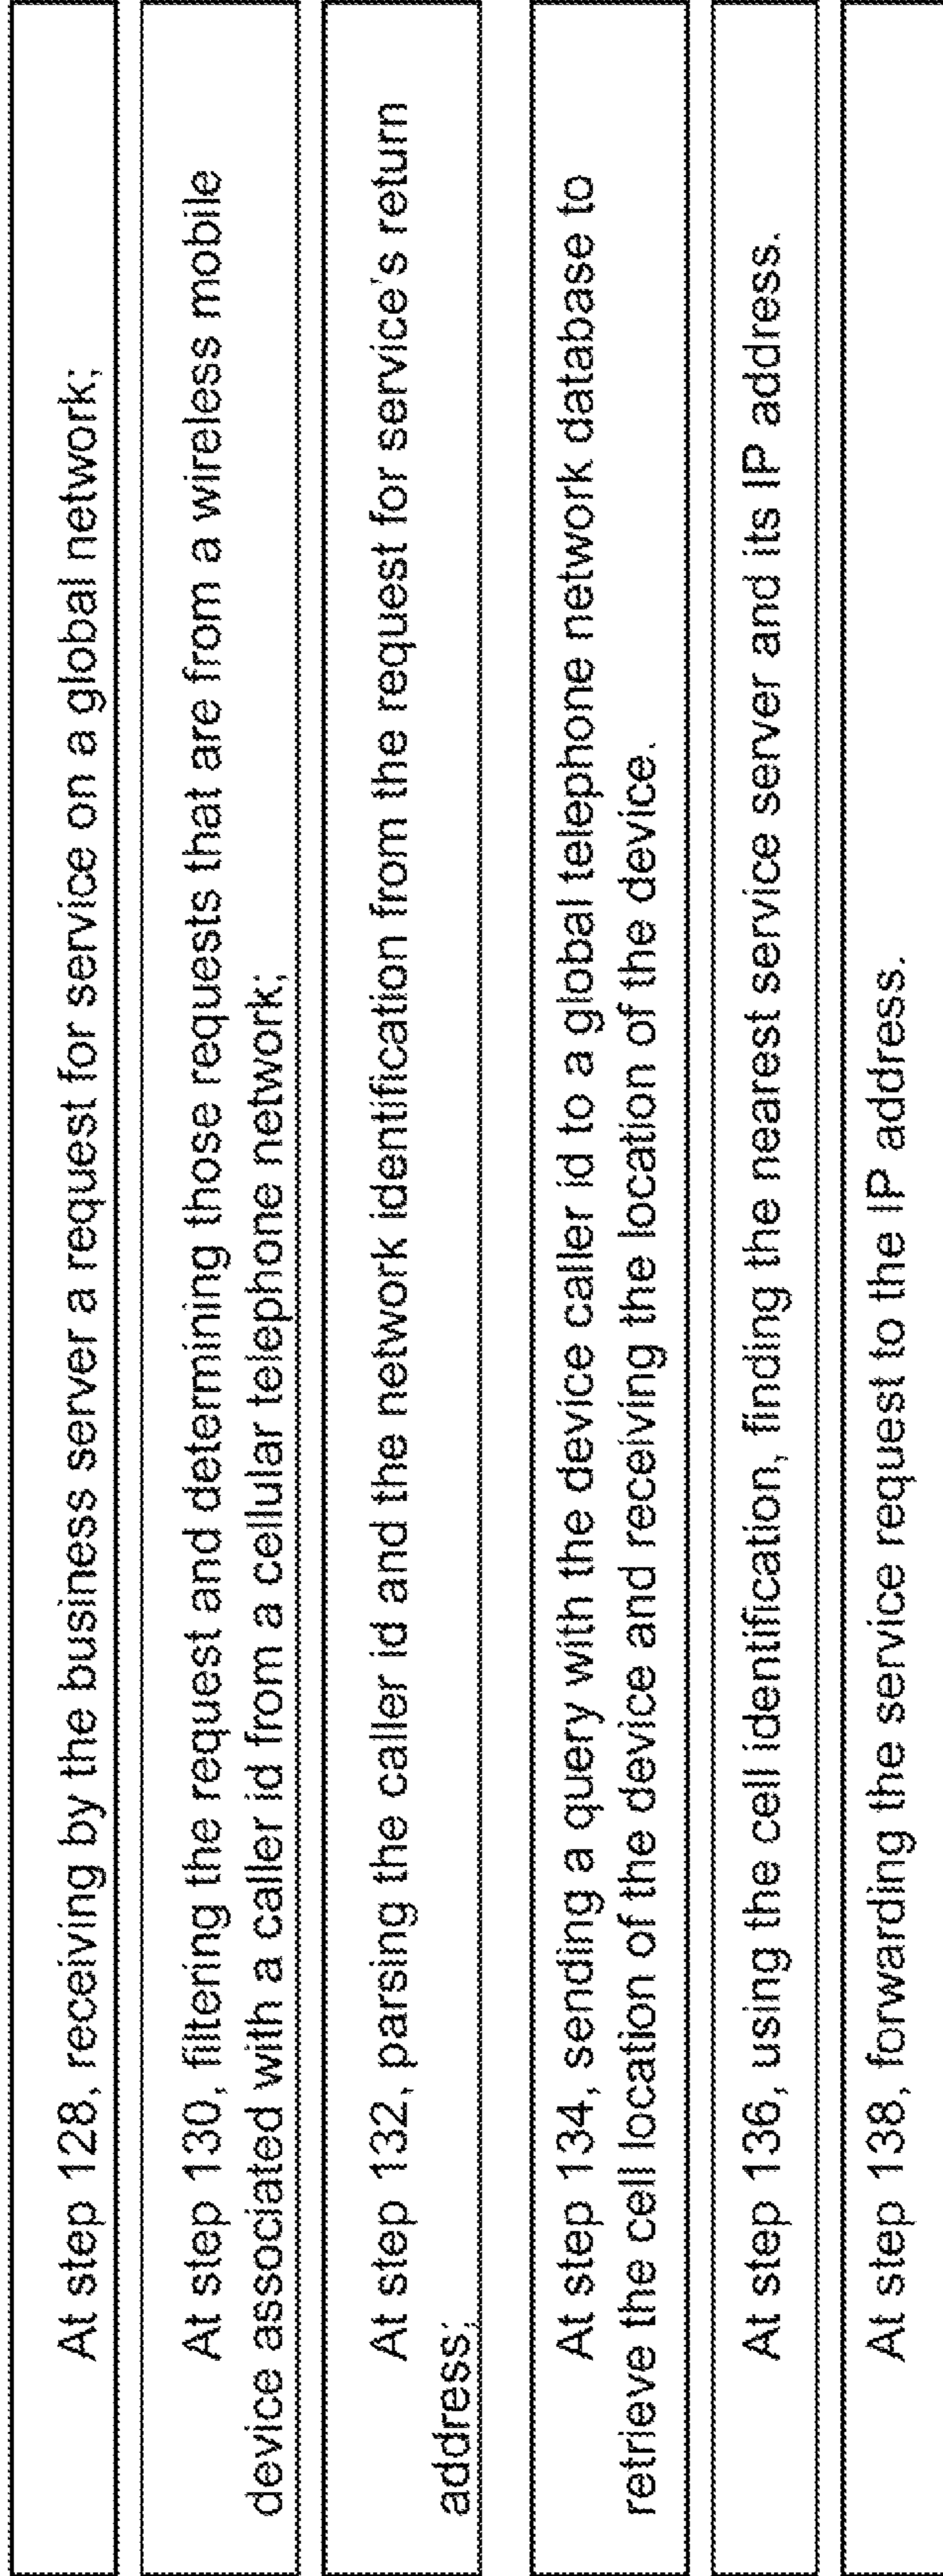 At step 128, receiving by the business server a request for service on a global network;
At step 130, filtering the request and determining those requests that are from a wireless mobile
device associated with a caller id from a cellular telephone network;
At step 132, parsing the caller id and the network identification from the request for service's return
address;
At step 134, sending a query with the device caller id to a global telephone network database to
retrieve the cell location of the device and receiving the location of the device.
At step 136, using the cell identification, finding the nearest service server and its IP address.
At step 138, forwarding the service request to the IP address.